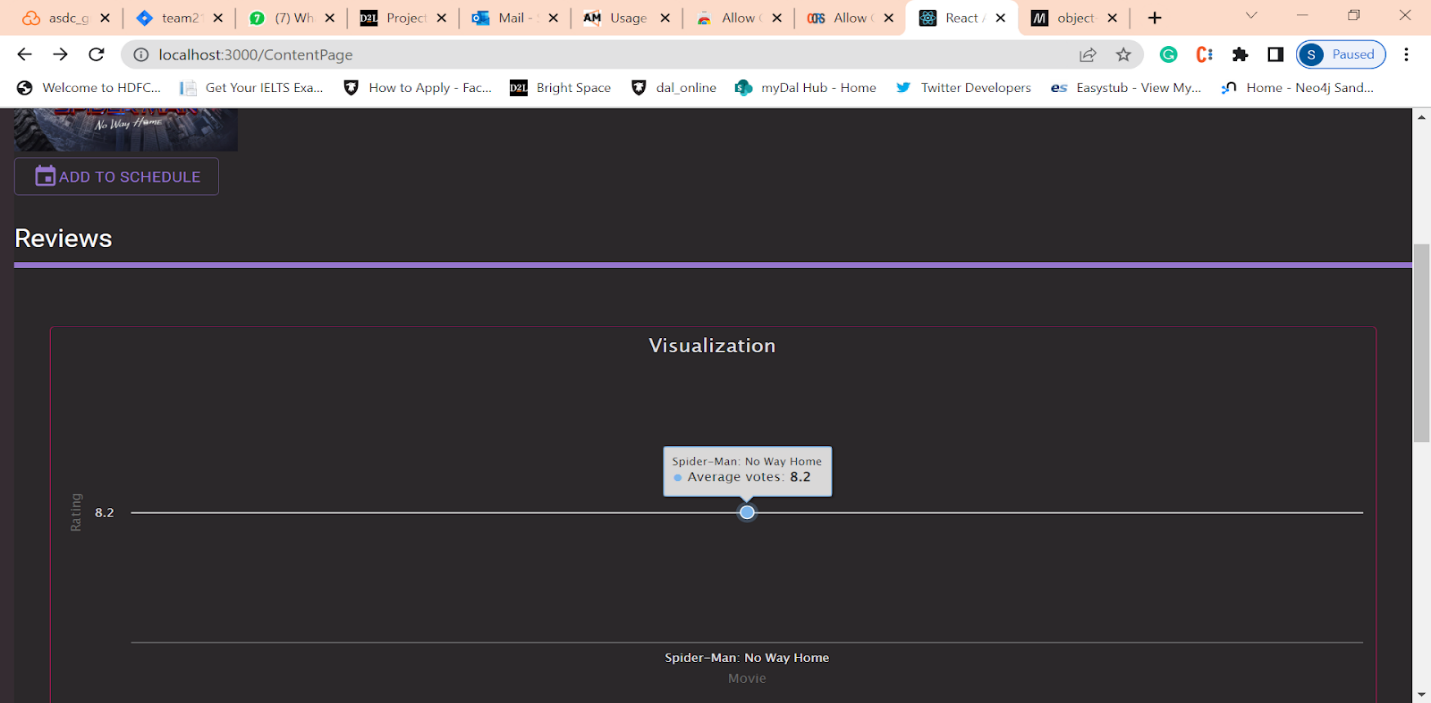 asdc_g team2 (7) Wh Project Mail - Usage Allow Allow React object
localhost:3000/ContentPage Paused
Welcome to HDFC... Get Your IELTS Exa... How to Apply - Fac... Bright Space dal_online myDal Hub - Home Twitter Developers Easystub - View My... Home - Neo4j Sand...
No Way Home
ADD TO SCHEDULE
Reviews
Visualization
Spider-Man: No Way Home
Average votes: 8.2
Rating
8.2
Spider-Man: No Way Home
Movie